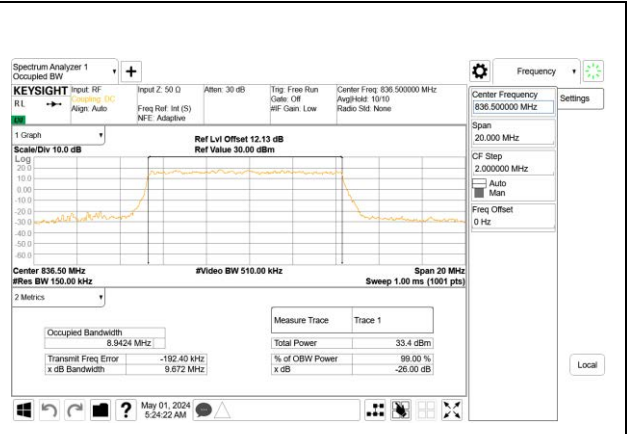 Spectrum Analyzer 1
Occupied BW
Frequency
KEYSIGHT
RL
Input: RF
Coupling: DC
Align: Auto
Input Z: 50 Ω
Freq Ref: Int (S)
NFE: Adaptive
Atten: 30 dB
Trig: Free Run
Gate: Off
#IF Gain: Low
Center Freq: 836.500000 MHz
Avg|Hold: 10/10
Radio Std: None
Center Frequency
836.500000 MHz
Settings
Span
20.000 MHz
CF Step
2.000000 MHz
Auto
Man
Freq Offset
0 Hz
1 Graph
Scale/Div 10.0 dB
Ref Lvl Offset 12.13 dB
Ref Value 30.00 dBm
Log
20.0
10.0
0.00
-10.0
-20.0
-30.0
-40.0
-50.0
-60.0
Center 836.50 MHz
#Video BW 510.00 kHz
Span 20 MHz
#Res BW 150.00 kHz
Sweep 1.00 ms (1001 pts)
2 Metrics
Measure Trace
Trace 1
Occupied Bandwidth
8.9424 MHz
Total Power
33.4 dBm
Transmit Freq Error
-192.40 kHz
% of OBW Power
99.00 %
x dB Bandwidth
9.672 MHz
x dB
-26.00 dB
Local
?
May 01, 2024
5:24:22 AM